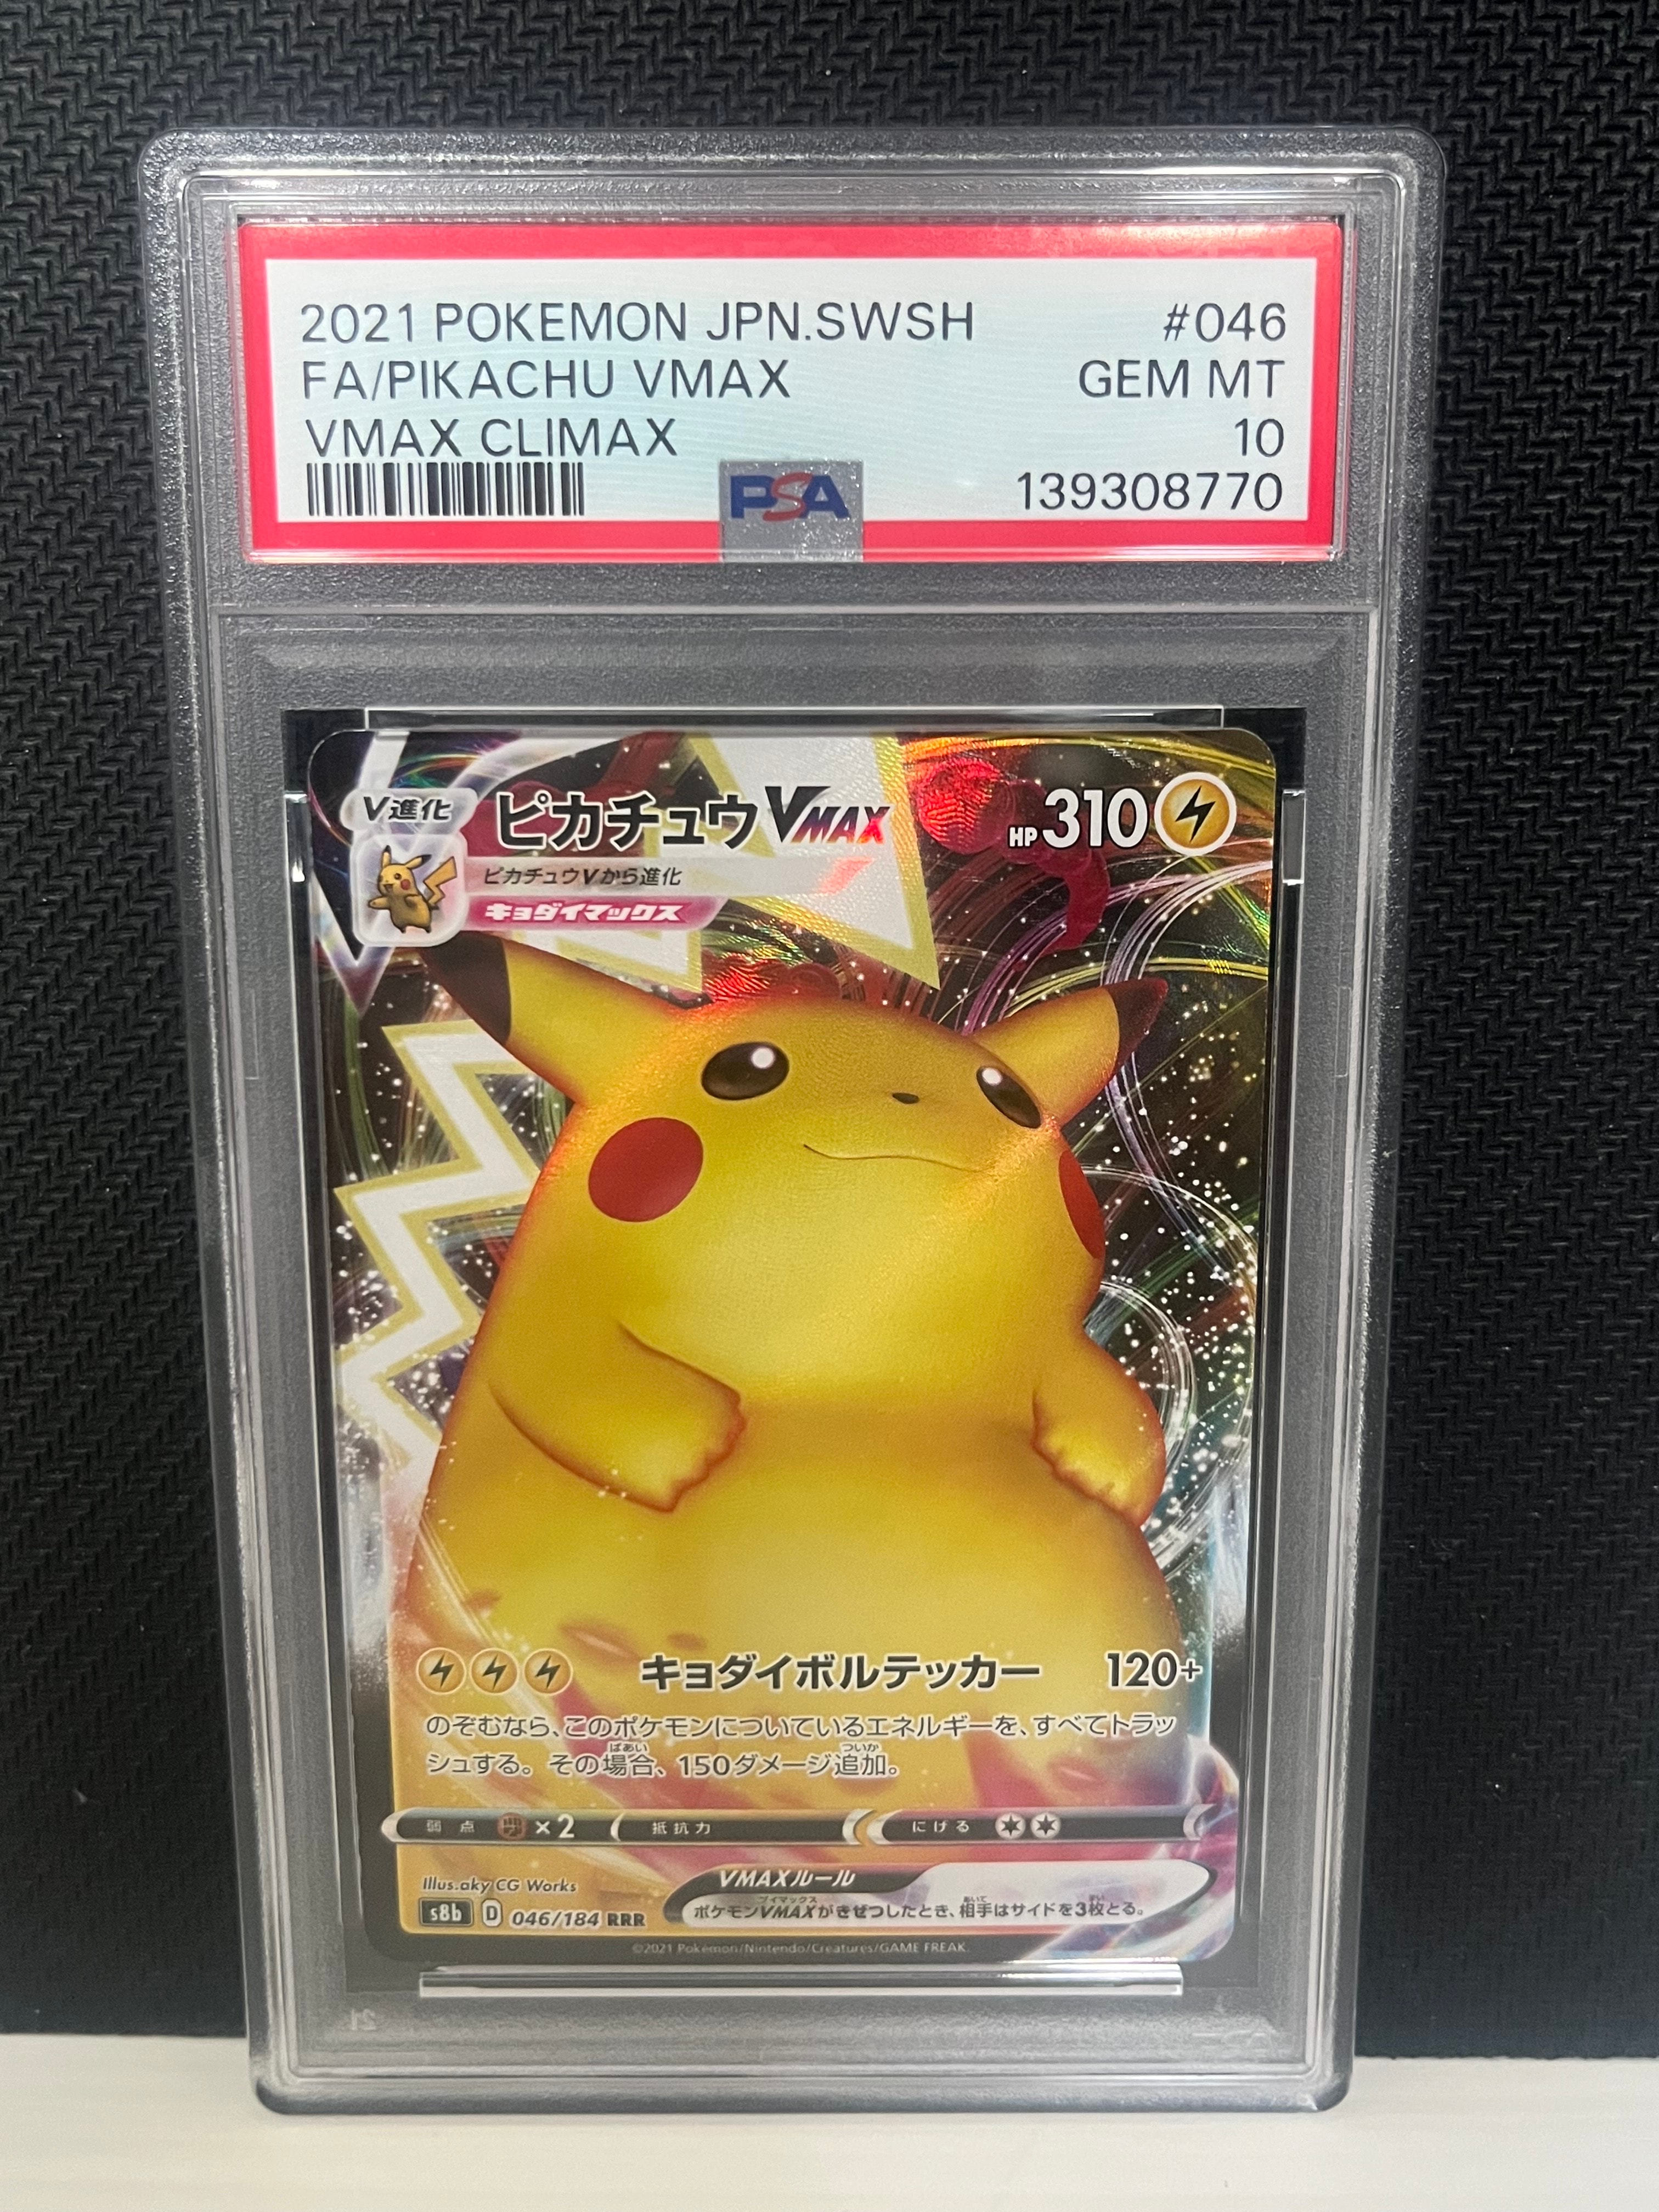 2021 POKEMON JPN.SWSH #046
FA/PIKACHU VMAX GEM MT
VMAX CLIMAX 10
PSA 139308770
V進化 ピカチュウVMAX HP310
ピカチュウVから進化
キョダイマックス
キョダイボルテッカー 120+
のぞむなら、このポケモンについているエネルギーを、すべてトラッ
シュする。その場合、150ダメージ追加。
弱点 ×2 抵抗力 にげる
Illus.aky CG Works
VMAXルール
ポケモンVMAXがきぜつしたとき、相手はサイドを3枚とる。
s8b D 046/184 RRR
©2021 Pokémon/Nintendo/Creatures/GAME FREAK.